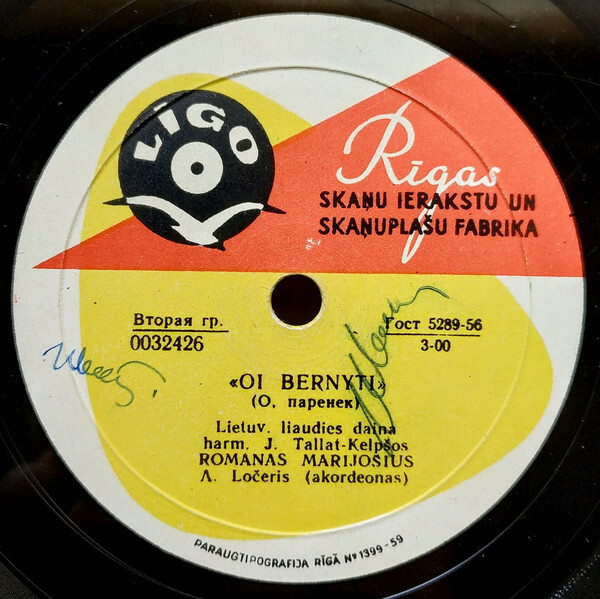 LĪGO
Rīgas
SKAŅU IERAKSTU UN
SKAŅUPLAŠU FABRIKA
Вторая гр.
0032426
Гост 5289-56
3-00
«OI BERNYTI»
(О, паренек)
Lietuv. liaudies daina
harm. J. Tallat-Kelpšos
ROMANAS MARIJOŠIUS
A. Ločeris (akordeonas)
PARAUGTIPOGRAFIJA RĪGĀ Nº 1399-59